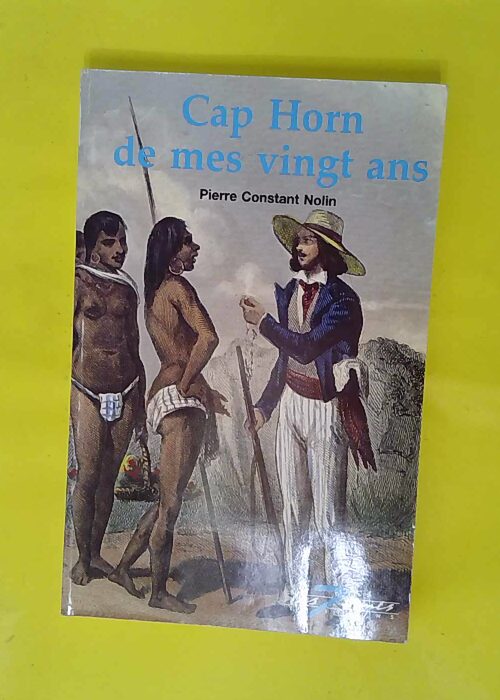 Cap Horn
de mes vingt ans
Pierre Constant Nolin